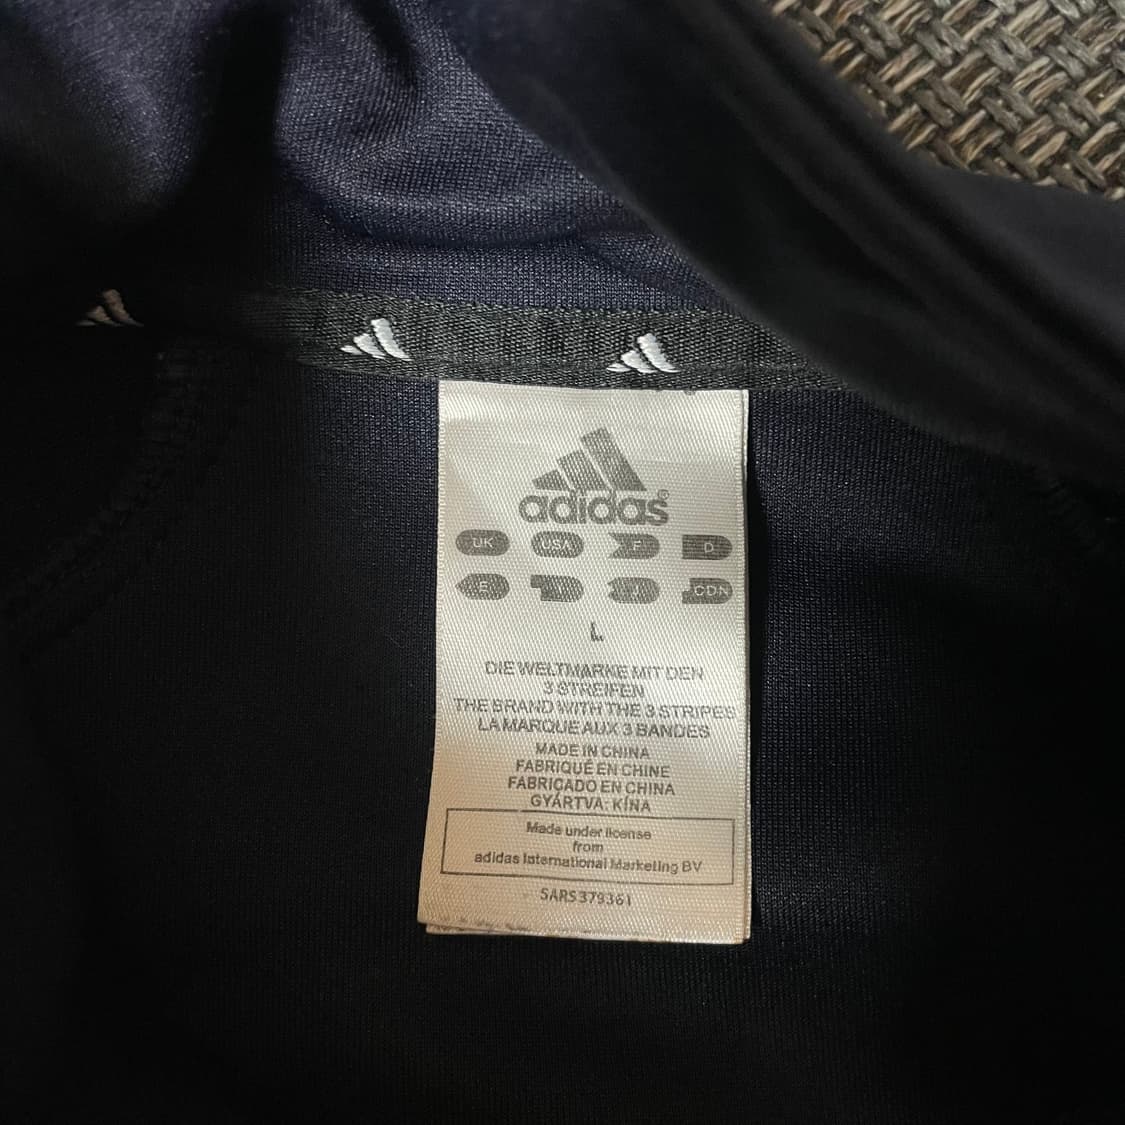 adidas
UK USA F D
E I J CDN
L
DIE WELTMARKE MIT DEN
3 STREIFEN
THE BRAND WITH THE 3 STRIPES
LA MARQUE AUX 3 BANDES
MADE IN CHINA
FABRIQUÉ EN CHINE
FABRICADO EN CHINA
GYÁRTVA: KÍNA
Made under license
from
adidas International Marketing BV
SARS379361